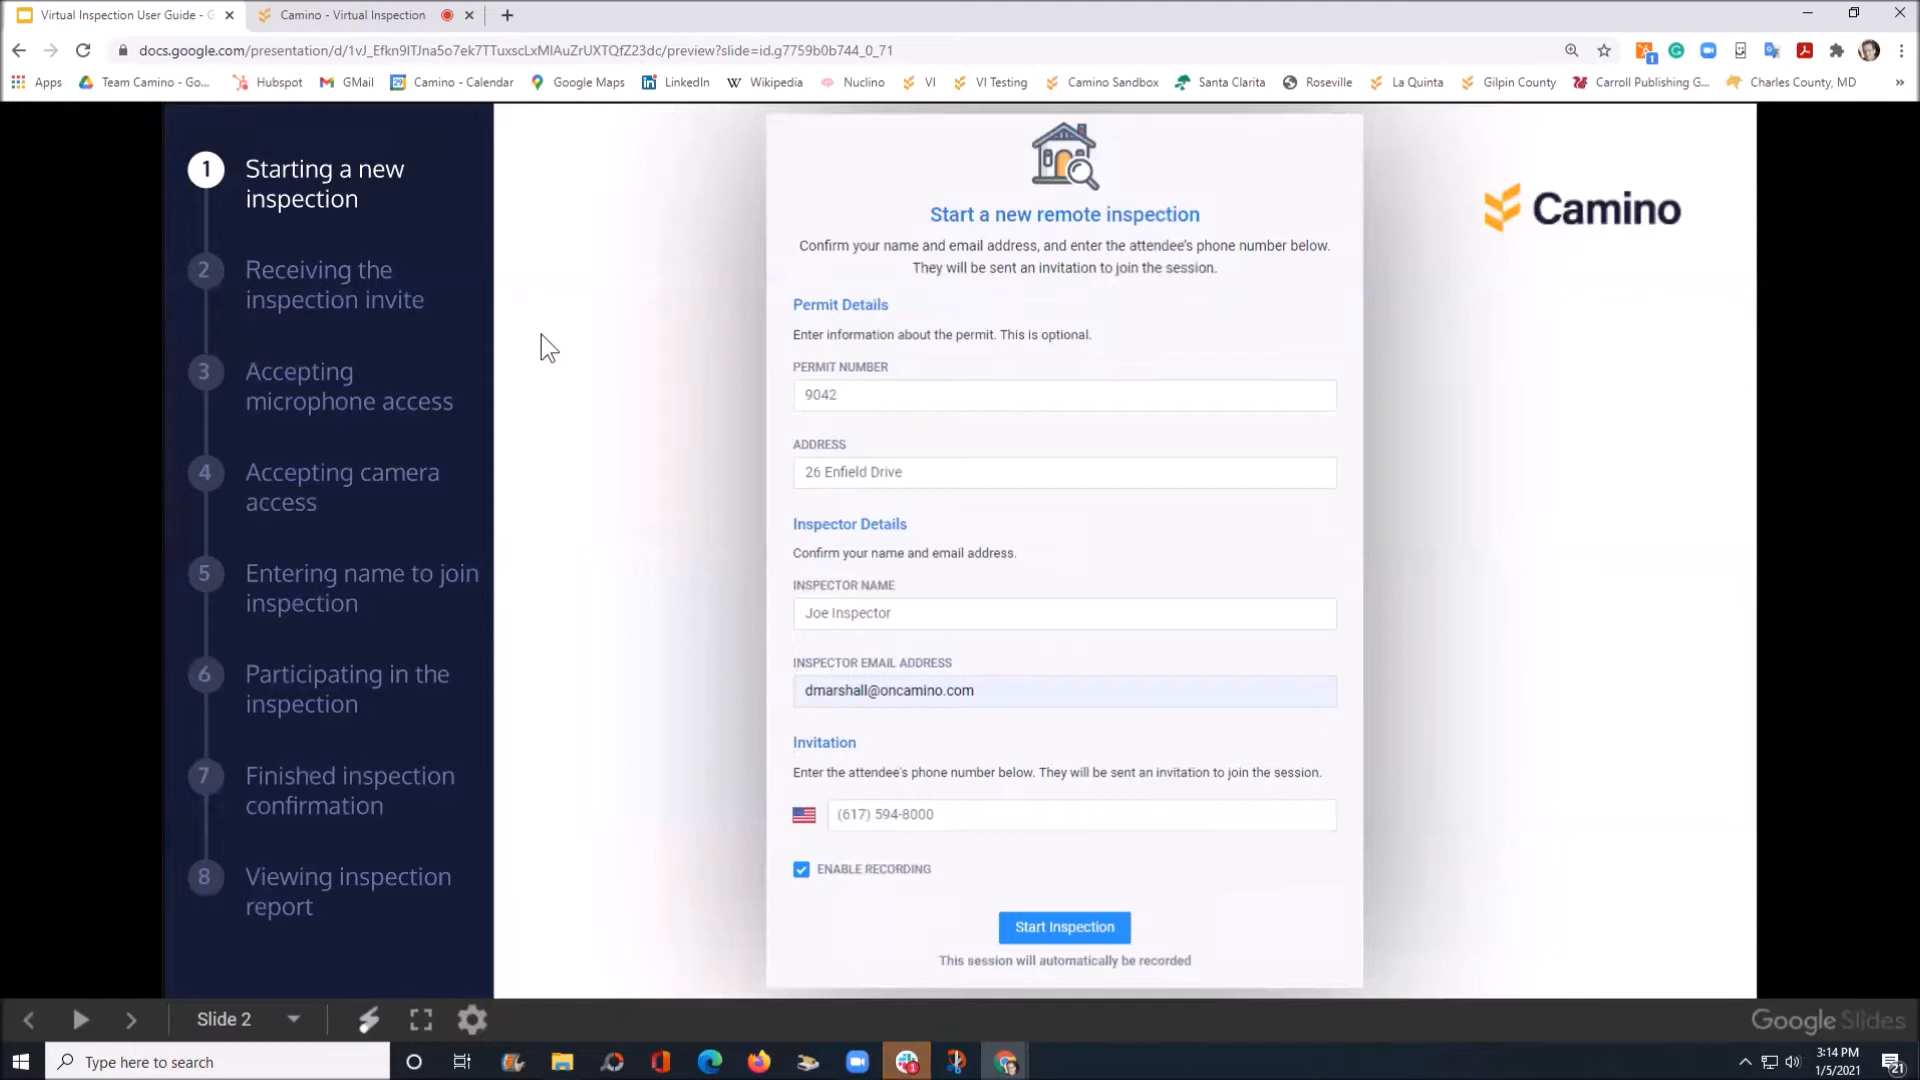 Virtual Inspection User Guide - G
Camino - Virtual Inspection
docs.google.com/presentation/d/1vJ_Efkn9ITJna5o7ek7TTuxscLxMIAuZrUXTQfZ23dc/preview?slide=id.g7759b0b744_0_71
1
Apps
Team Camino - Go...
Hubspot
GMail
29
Camino - Calendar
Google Maps
LinkedIn
Wikipedia
Nuclino
VI
VI Testing
Camino Sandbox
Santa Clarita
Roseville
La Quinta
Gilpin County
Carroll Publishing G...
Charles County, MD
»
1
Starting a new
inspection
2
Receiving the
inspection invite
3
Accepting
microphone access
4
Accepting camera
access
5
Entering name to join
inspection
6
Participating in the
inspection
7
Finished inspection
confirmation
8
Viewing inspection
report
Start a new remote inspection
Confirm your name and email address, and enter the attendee's phone number below.
They will be sent an invitation to join the session.
Permit Details
Enter information about the permit. This is optional.
PERMIT NUMBER
9042
ADDRESS
26 Enfield Drive
Inspector Details
Confirm your name and email address.
INSPECTOR NAME
Joe Inspector
INSPECTOR EMAIL ADDRESS
dmarshall@oncamino.com
Invitation
Enter the attendee's phone number below. They will be sent an invitation to join the session.
(617) 594-8000
ENABLE RECORDING
Start Inspection
This session will automatically be recorded
Camino
Slide 2
Google Slides
Type here to search
3:14 PM
1/5/2021
21